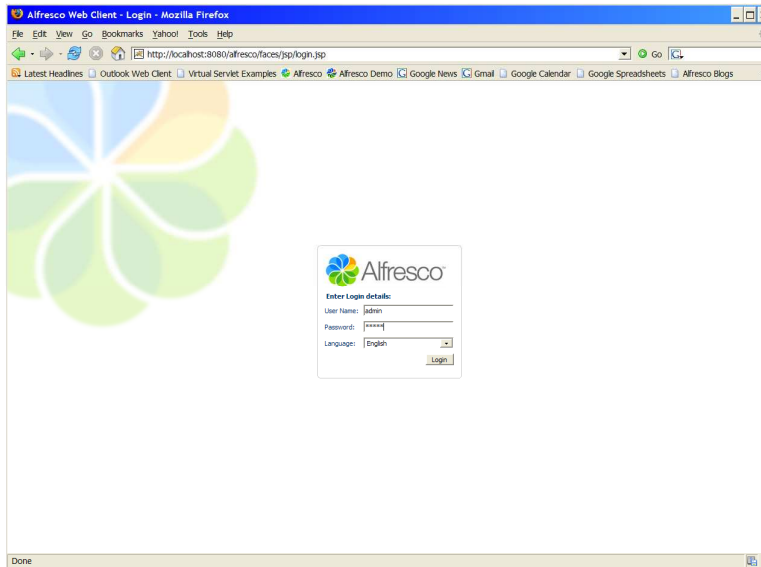 Alfresco Web Client - Login - Mozilla Firefox
File Edit View Go Bookmarks Yahoo! Tools Help
http://localhost:8080/alfresco/faces/jsp/login.jsp Go G
Latest Headlines Outlook Web Client Virtual Servlet Examples Alfresco Alfresco Demo G Google News G Gmail Google Calendar Google Spreadsheets Alfresco Blogs
Alfresco™
Enter Login details:
User Name: admin
Password: *****
Language: English
Login
Done